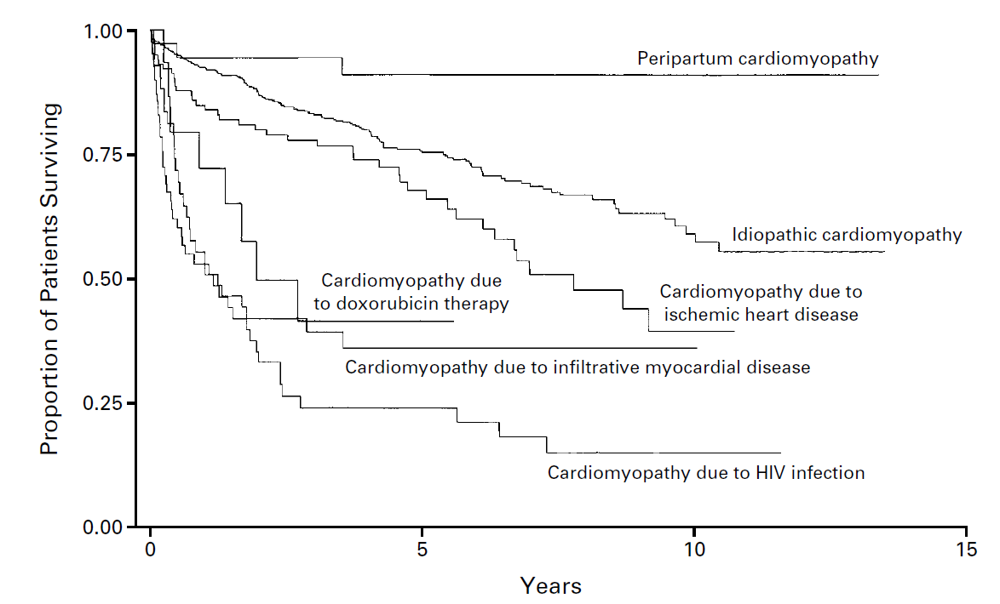 1.00
0.75
0.50
0.25
0.00
Proportion of Patients Surviving
Peripartum cardiomyopathy
Idiopathic cardiomyopathy
Cardiomyopathy due
to doxorubicin therapy
Cardiomyopathy due to
ischemic heart disease
Cardiomyopathy due to infiltrative myocardial disease
Cardiomyopathy due to HIV infection
0
5
10
15
Years